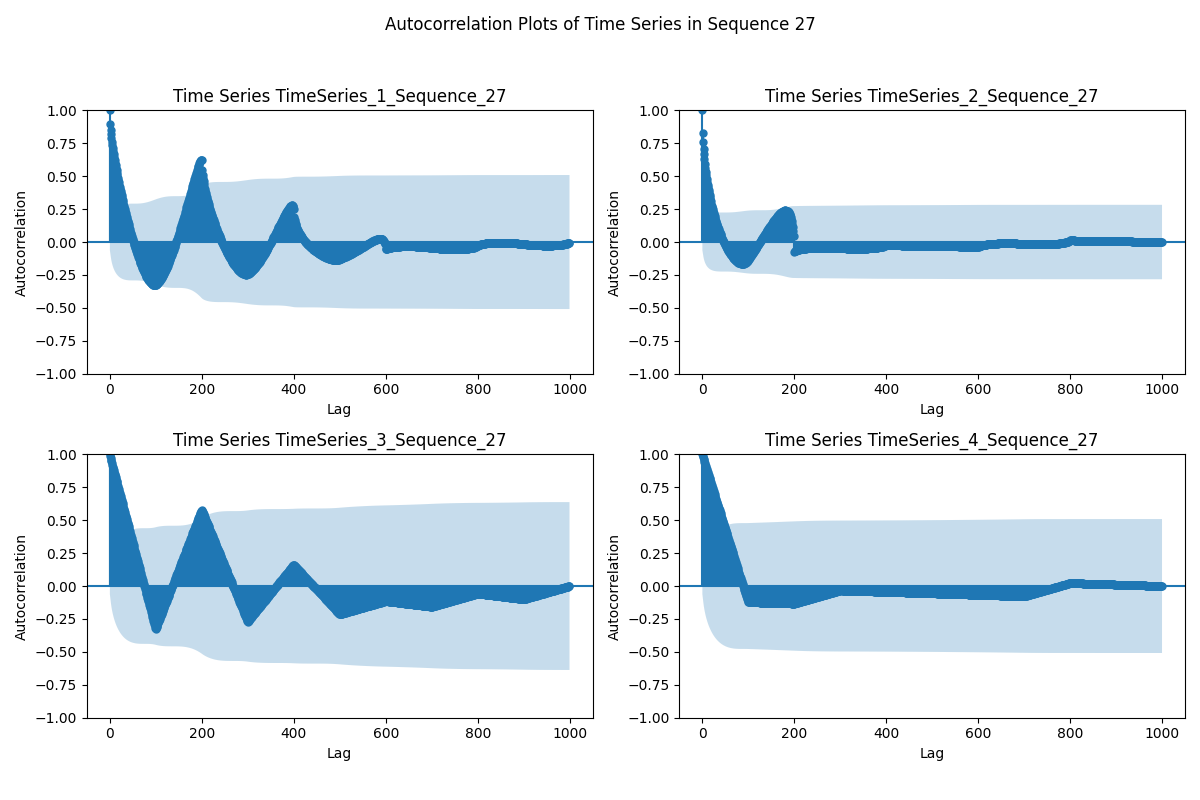 Autocorrelation Plots of Time Series in Sequence 27
Time Series TimeSeries_1_Sequence_27
1.00
0.75
0.50
0.25
0.00
−0.25
−0.50
−0.75
−1.00
Autocorrelation
0 200 400 600 800 1000
Lag
Time Series TimeSeries_2_Sequence_27
1.00
0.75
0.50
0.25
0.00
−0.25
−0.50
−0.75
−1.00
Autocorrelation
0 200 400 600 800 1000
Lag
Time Series TimeSeries_3_Sequence_27
1.00
0.75
0.50
0.25
0.00
−0.25
−0.50
−0.75
−1.00
Autocorrelation
0 200 400 600 800 1000
Lag
Time Series TimeSeries_4_Sequence_27
1.00
0.75
0.50
0.25
0.00
−0.25
−0.50
−0.75
−1.00
Autocorrelation
0 200 400 600 800 1000
Lag